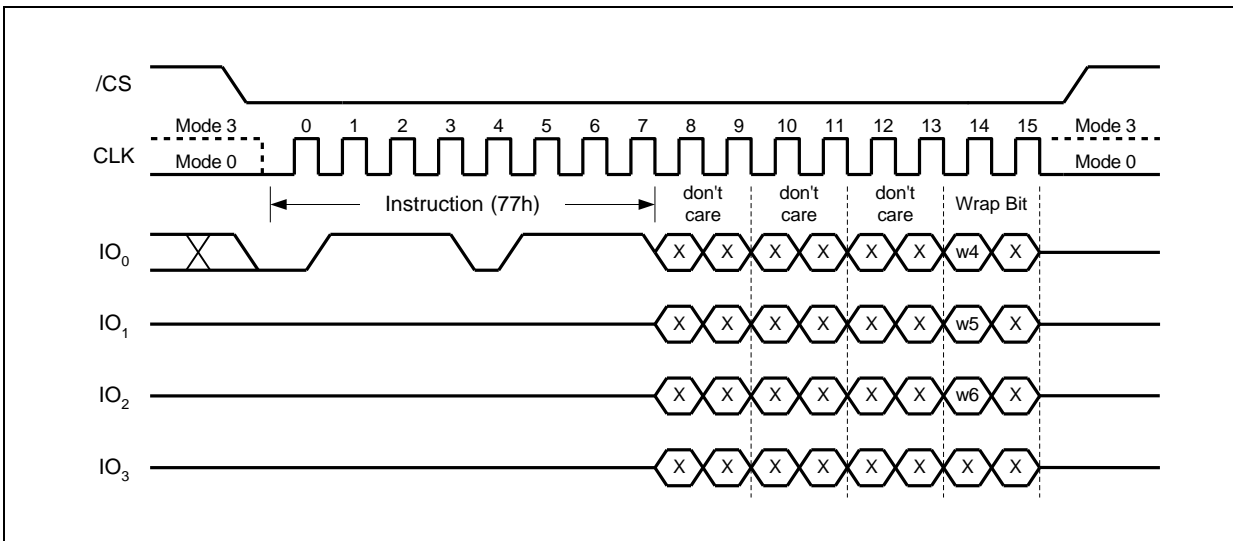 /CS
Mode 3 0 1 2 3 4 5 6 7 8 9 10 11 12 13 14 15 Mode 3
CLK Mode 0 Mode 0
Instruction (77h) don't care don't care don't care Wrap Bit
IO0 X X X X X X w4 X
IO1 X X X X X X w5 X
IO2 X X X X X X w6 X
IO3 X X X X X X X X